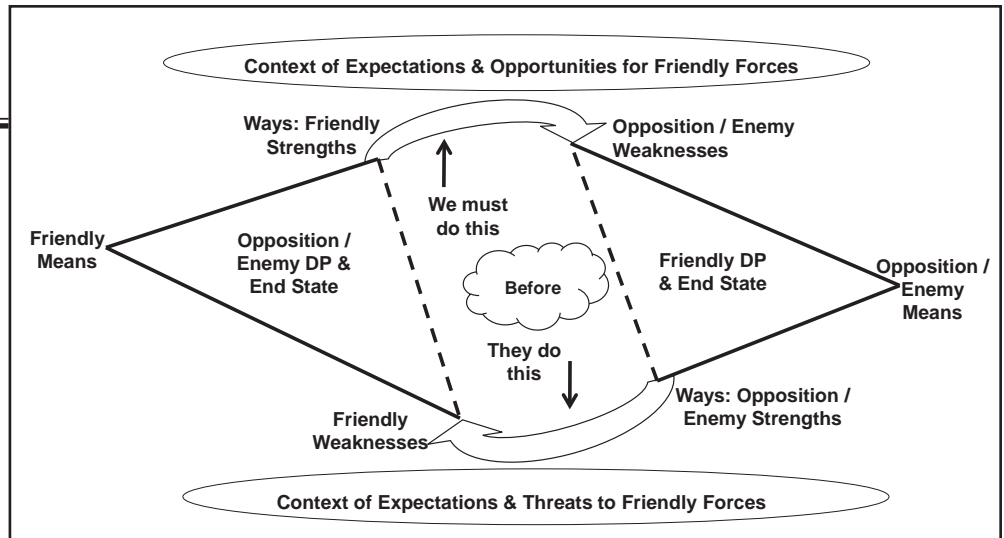 Context of Expectations & Opportunities for Friendly Forces
Ways: Friendly
Strengths
Opposition / Enemy
Weaknesses
We must
do this
Friendly
Means
Opposition /
Enemy DP &
End State
Before
Friendly DP
& End State
Opposition /
Enemy
Means
They do
this
Friendly
Weaknesses
Ways: Opposition /
Enemy Strengths
Context of Expectations & Threats to Friendly Forces